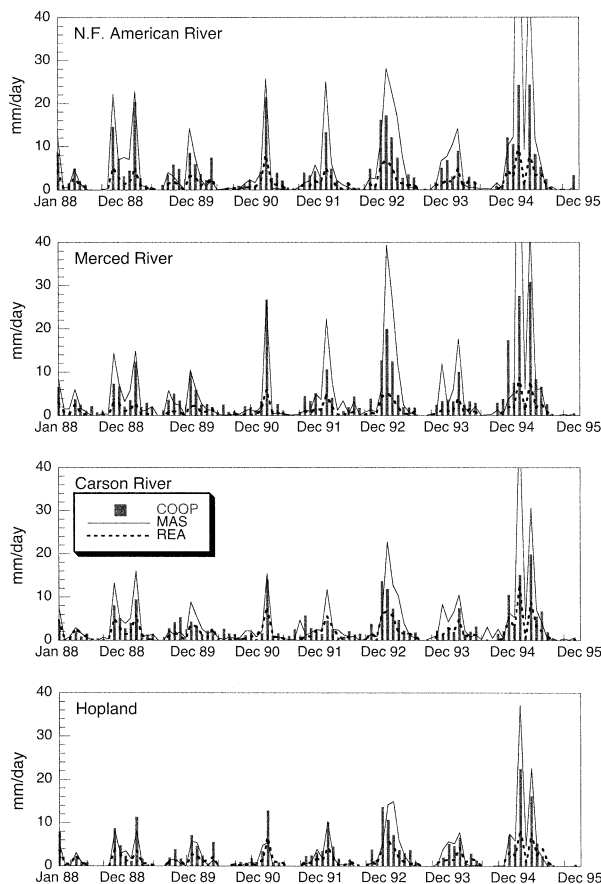 40
N.F. American River
30
mm/day
20
10
0
Jan 88 Dec 88 Dec 89 Dec 90 Dec 91 Dec 92 Dec 93 Dec 94 Dec 95
40
Merced River
30
mm/day
20
10
0
Jan 88 Dec 88 Dec 89 Dec 90 Dec 91 Dec 92 Dec 93 Dec 94 Dec 95
40
Carson River
COOP
30
MAS
REA
mm/day
20
10
0
Jan 88 Dec 88 Dec 89 Dec 90 Dec 91 Dec 92 Dec 93 Dec 94 Dec 95
40
Hopland
30
mm/day
20
10
0
Jan 88 Dec 88 Dec 89 Dec 90 Dec 91 Dec 92 Dec 93 Dec 94 Dec 95